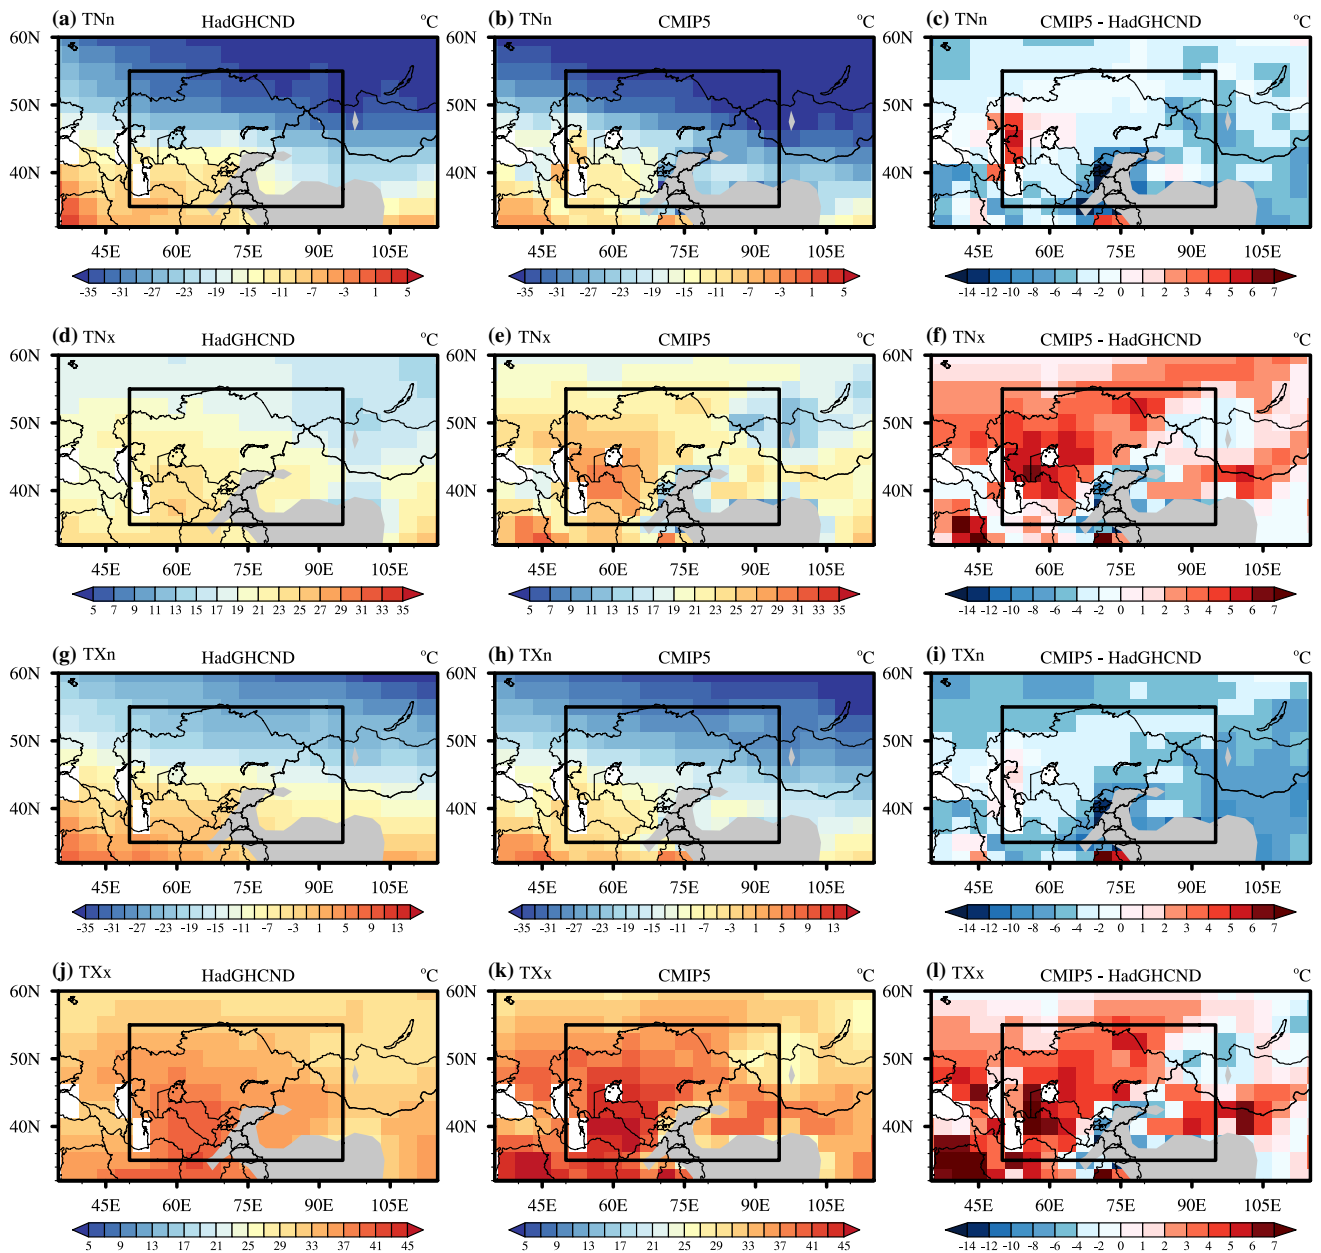 (a) TNn HadGHCND °C
(b) TNn CMIP5 °C
(c) TNn CMIP5 - HadGHCND °C
60N
50N
40N
45E 60E 75E 90E 105E
45E 60E 75E 90E 105E
45E 60E 75E 90E 105E
-35 -31 -27 -23 -19 -15 -11 -7 -3 1 5
-35 -31 -27 -23 -19 -15 -11 -7 -3 1 5
-14 -12 -10 -8 -6 -4 -2 0 1 2 3 4 5 6 7
(d) TNx HadGHCND °C
(e) TNx CMIP5 °C
(f) TNx CMIP5 - HadGHCND °C
60N 60N 60N
50N 50N 50N
40N 40N 40N
45E 60E 75E 90E 105E
45E 60E 75E 90E 105E
45E 60E 75E 90E 105E
5 7 9 11 13 15 17 19 21 23 25 27 29 31 33 35
5 7 9 11 13 15 17 19 21 23 25 27 29 31 33 35
-14 -12 -10 -8 -6 -4 -2 0 1 2 3 4 5 6 7
(g) TXn HadGHCND °C
(h) TXn CMIP5 °C
(i) TXn CMIP5 - HadGHCND °C
60N 60N 60N
50N 50N 50N
40N 40N 40N
45E 60E 75E 90E 105E
45E 60E 75E 90E 105E
45E 60E 75E 90E 105E
-35 -31 -27 -23 -19 -15 -11 -7 -3 1 5 9 13
-35 -31 -27 -23 -19 -15 -11 -7 -3 1 5 9 13
-14 -12 -10 -8 -6 -4 -2 0 1 2 3 4 5 6 7
(j) TXx HadGHCND °C
(k) TXx CMIP5 °C
(l) TXx CMIP5 - HadGHCND °C
60N 60N 60N
50N 50N 50N
40N 40N 40N
45E 60E 75E 90E 105E
45E 60E 75E 90E 105E
45E 60E 75E 90E 105E
5 9 13 17 21 25 29 33 37 41 45
5 9 13 17 21 25 29 33 37 41 45
-14 -12 -10 -8 -6 -4 -2 0 1 2 3 4 5 6 7